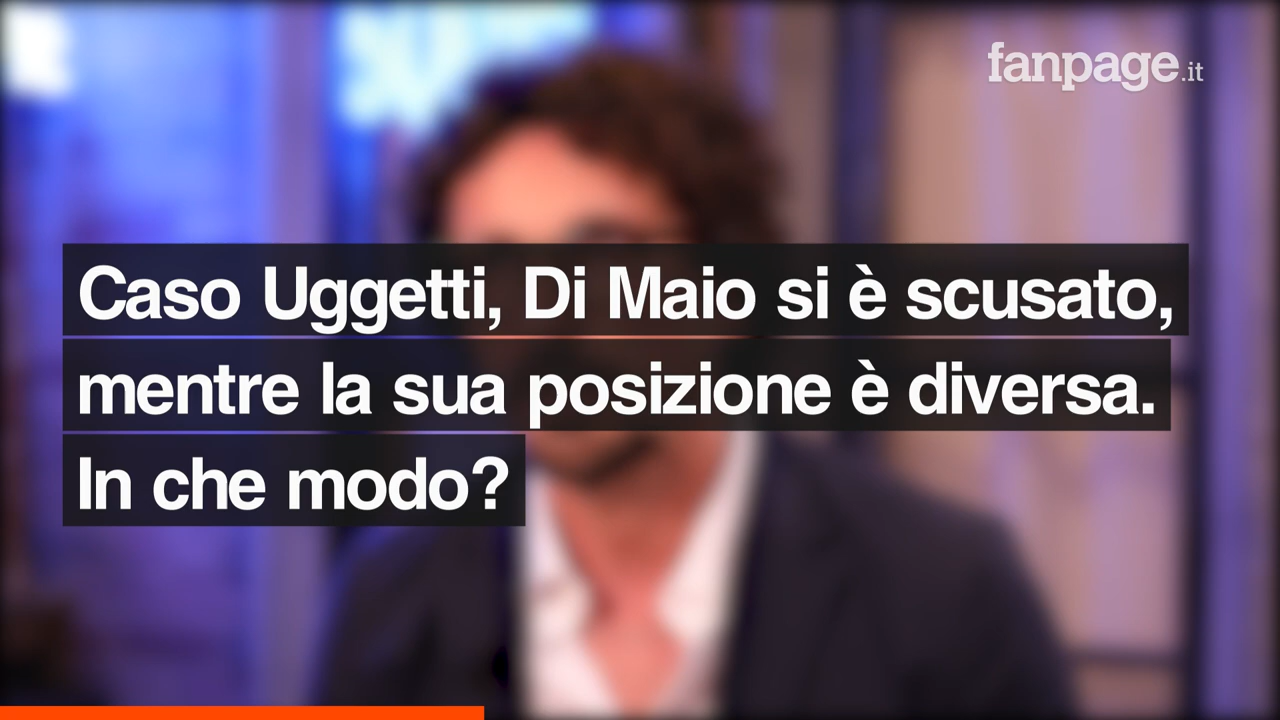 fanpage.it
Caso Uggetti, Di Maio si è scusato,
mentre la sua posizione è diversa.
In che modo?